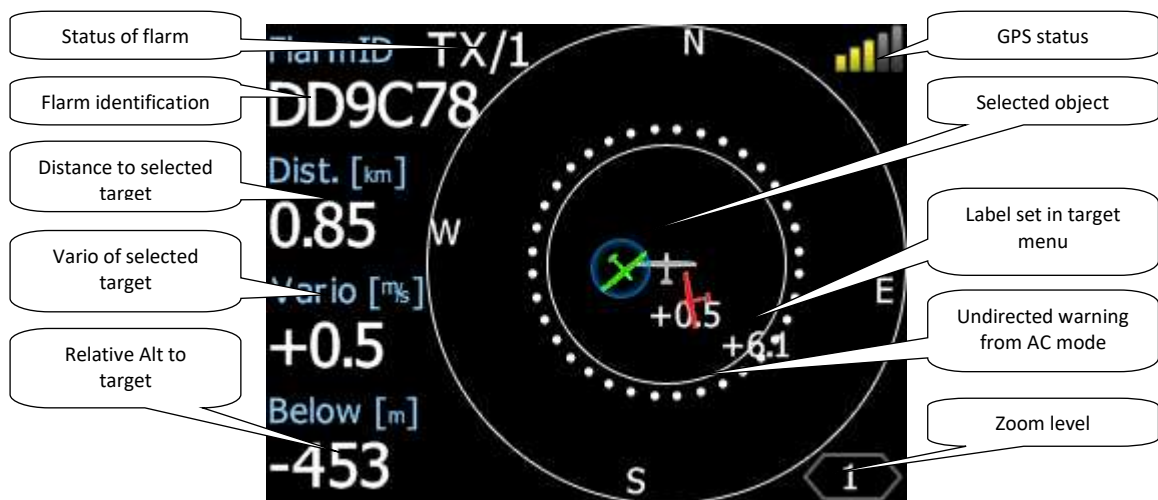 Status of flarm
Flarm identification
Distance to selected
target
Vario of selected
target
Relative Alt to
target
FlarmID TX/1
DD9C78
Dist. [km]
0.85
Vario [m/s]
+0.5
Below [m]
-453
N
W
E
S
+0.5
+6.1
1
GPS status
Selected object
Label set in target
menu
Undirected warning
from AC mode
Zoom level